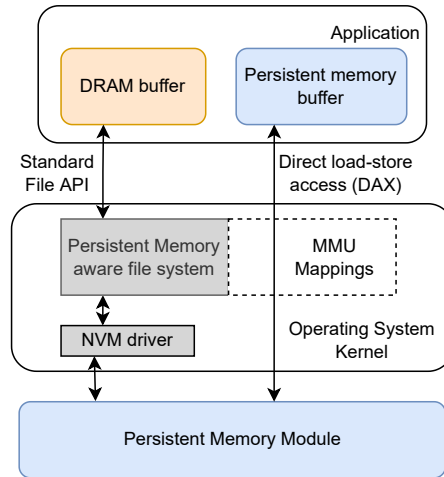 Application
DRAM buffer
Persistent memory
buffer
Standard
File API
Direct load-store
access (DAX)
Persistent Memory
aware file system
MMU
Mappings
NVM driver
Operating System
Kernel
Persistent Memory Module